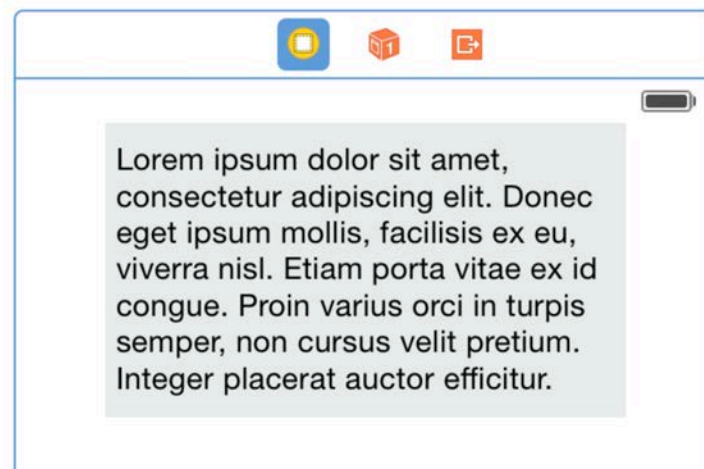 1
Lorem ipsum dolor sit amet,
consectetur adipiscing elit. Donec
eget ipsum mollis, facilisis ex eu,
viverra nisl. Etiam porta vitae ex id
congue. Proin varius orci in turpis
semper, non cursus velit pretium.
Integer placerat auctor efficitur.